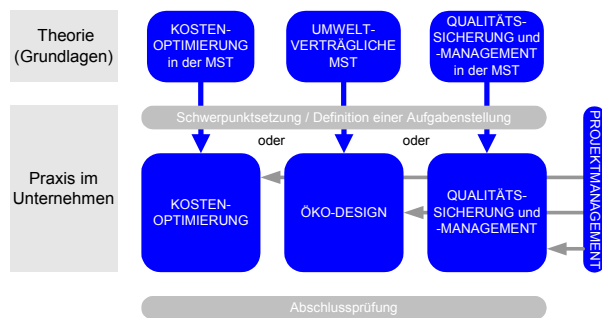 Theorie
(Grundlagen)
KOSTEN-
OPTIMIERUNG
in der MST
UMWELT-
VERTRÄGLICHE
MST
QUALITÄTS-
SICHERUNG und
-MANAGEMENT
in der MST
Schwerpunktsetzung / Definition einer Aufgabenstellung
oder
oder
Praxis im
Unternehmen
KOSTEN-
OPTIMIERUNG
ÖKO-DESIGN
QUALITÄTS-
SICHERUNG und
-MANAGEMENT
PROJEKTMANAGEMENT
Abschlussprüfung